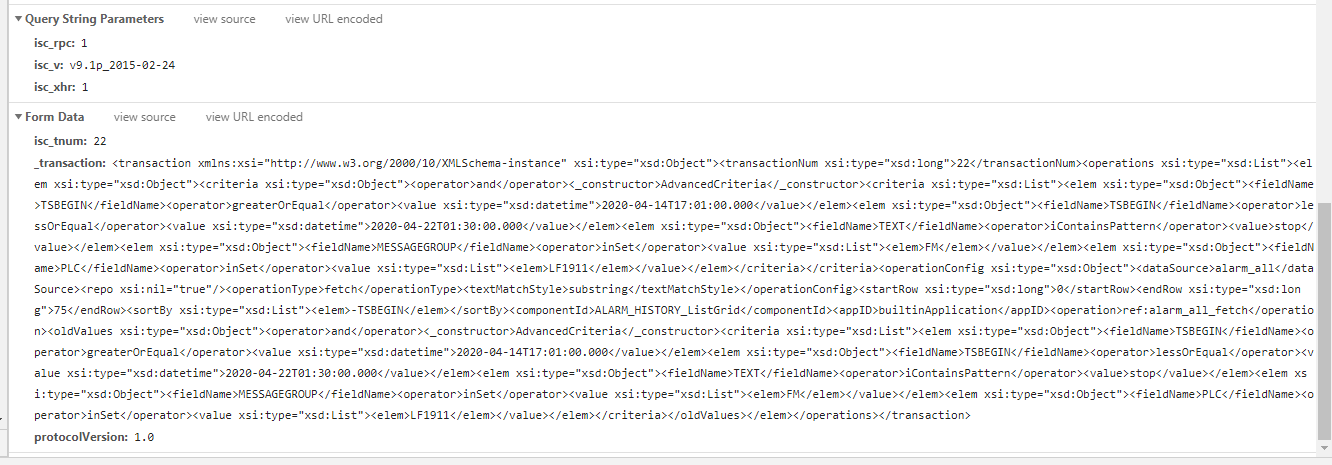 Query String Parameters view source view URL encoded
isc_rpc: 1
isc_v: v9.1p_2015-02-24
isc_xhr: 1
Form Data view source view URL encoded
isc_tnum: 22
_transaction: <transaction xmlns:xsi="http://www.w3.org/2000/10/XMLSchema-instance" xsi:type="xsd:Object"><transactionNum xsi:type="xsd:long">22</transactionNum><operations xsi:type="xsd:List"><el
em xsi:type="xsd:Object"><criteria xsi:type="xsd:Object"><operator>and</operator><_constructor>AdvancedCriteria</_constructor><criteria xsi:type="xsd:List"><elem xsi:type="xsd:Object"><fieldName
>TSBEGIN</fieldName><operator>greaterOrEqual</operator><value xsi:type="xsd:datetime">2020-04-14T17:01:00.000</value></elem><elem xsi:type="xsd:Object"><fieldName>TSBEGIN</fieldName><operator>le
ssOrEqual</operator><value xsi:type="xsd:datetime">2020-04-22T01:30:00.000</value></elem><elem xsi:type="xsd:Object"><fieldName>TEXT</fieldName><operator>iContainsPattern</operator><value>stop</
value></elem><elem xsi:type="xsd:Object"><fieldName>MESSAGEGROUP</fieldName><operator>inSet</operator><value xsi:type="xsd:List"><elem>FM</elem></value></elem><elem xsi:type="xsd:Object"><fieldN
ame>PLC</fieldName><operator>inSet</operator><value xsi:type="xsd:List"><elem>LF1911</elem></value></elem></criteria></criteria><operationConfig xsi:type="xsd:Object"><dataSource>alarm_all</data
Source><repo xsi:nil="true"/><operationType>fetch</operationType><textMatchStyle>substring</textMatchStyle></operationConfig><startRow xsi:type="xsd:long">0</startRow><endRow xsi:type="xsd:lon
g">75</endRow><sortBy xsi:type="xsd:List"><elem>-TSBEGIN</elem></sortBy><componentId>ALARM_HISTORY_ListGrid</componentId><appID>builtinApplication</appID><operation>ref:alarm_all_fetch</operatio
n><oldValues xsi:type="xsd:Object"><operator>and</operator><_constructor>AdvancedCriteria</_constructor><criteria xsi:type="xsd:List"><elem xsi:type="xsd:Object"><fieldName>TSBEGIN</fieldName><o
perator>greaterOrEqual</operator><value xsi:type="xsd:datetime">2020-04-14T17:01:00.000</value></elem><elem xsi:type="xsd:Object"><fieldName>TSBEGIN</fieldName><operator>lessOrEqual</operator><v
alue xsi:type="xsd:datetime">2020-04-22T01:30:00.000</value></elem><elem xsi:type="xsd:Object"><fieldName>TEXT</fieldName><operator>iContainsPattern</operator><value>stop</value></elem><elem xs
i:type="xsd:Object"><fieldName>MESSAGEGROUP</fieldName><operator>inSet</operator><value xsi:type="xsd:List"><elem>FM</elem></value></elem><elem xsi:type="xsd:Object"><fieldName>PLC</fieldName><o
perator>inSet</operator><value xsi:type="xsd:List"><elem>LF1911</elem></value></elem></criteria></oldValues></elem></operations></transaction>
protocolVersion: 1.0